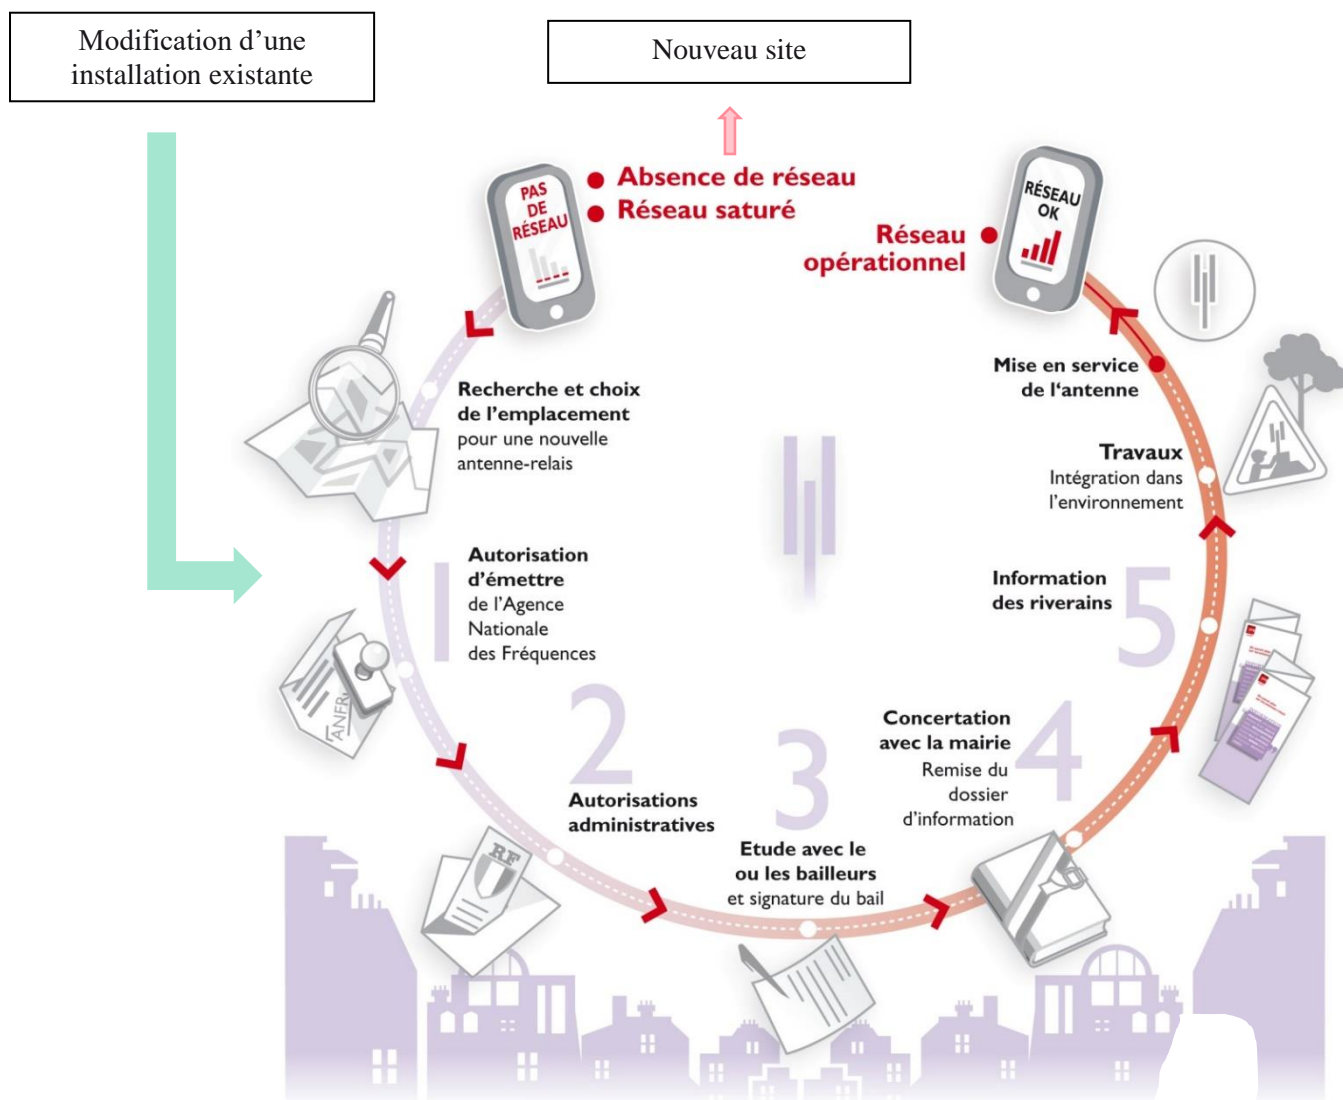 Modification d’une
installation existante
Nouveau site
PAS
DE
RÉSEAU
Absence de réseau
Réseau saturé
RÉSEAU
OK
Réseau
opérationnel
Recherche et choix
de l’emplacement
pour une nouvelle
antenne-relais
Mise en service
de l‘antenne
Travaux
Intégration dans
l’environnement
1
Autorisation
d’émettre
de l’Agence
Nationale
des Fréquences
ANFR
2
Autorisations
administratives
RF
3
Etude avec le
ou les bailleurs
et signature du bail
4
Concertation
avec la mairie
Remise du
dossier
d’information
5
Information
des riverains